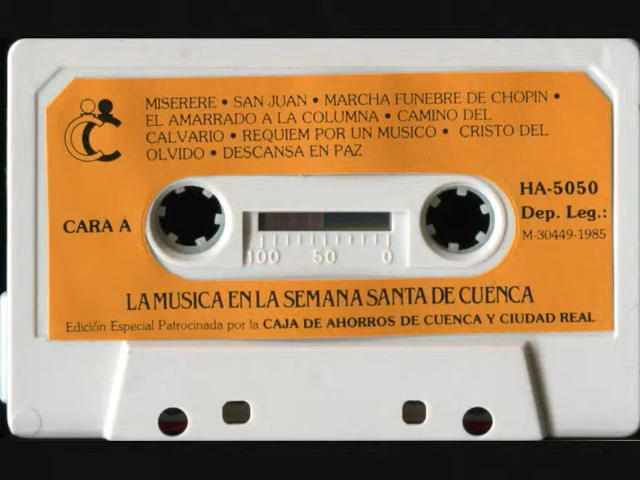 MISERERE • SAN JUAN • MARCHA FUNEBRE DE CHOPIN •
EL AMARRADO A LA COLUMNA • CAMINO DEL
CALVARIO • REQUIEM POR UN MUSICO • CRISTO DEL
OLVIDO • DESCANSA EN PAZ
HA-5050
CARA A
Dep. Leg.:
M-30449-1985
100 50 0
LA MUSICA EN LA SEMANA SANTA DE CUENCA
Edición Especial Patrocinada por la CAJA DE AHORROS DE CUENCA Y CIUDAD REAL